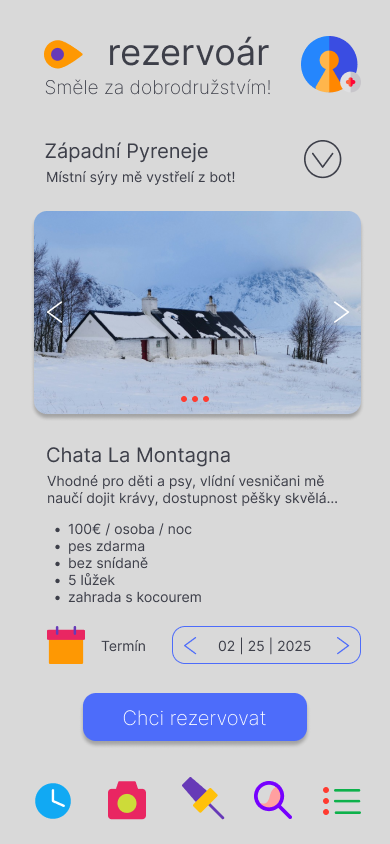 rezervoár
Směle za dobrodružstvím!
Západní Pyreneje
Místní sýry mě vystřelí z bot!
Chata La Montagna
Vhodné pro děti a psy, vlídní vesničani mě
naučí dojit krávy, dostupnost pěšky skvělá...
• 100€ / osoba / noc
• pes zdarma
• bez snídaně
• 5 lůžek
• zahrada s kocourem
Termín
02 | 25 | 2025
Chci rezervovat